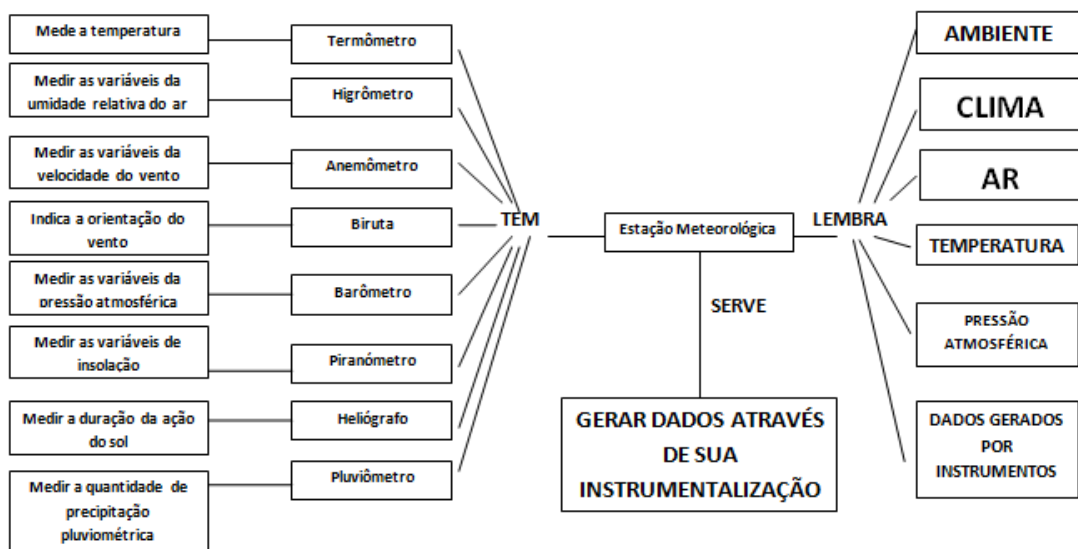 Mede a temperatura
Termômetro
Medir as variáveis da
umidade relativa do ar
Higrômetro
Medir as variáveis da
velocidade do vento
Anemômetro
Indica a orientação do
vento
Biruta
Medir as variáveis da
pressão atmosférica
Barômetro
Medir as variáveis de
insolação
Piranómetro
Medir a duração da ação
do sol
Heliógrafo
Medir a quantidade de
precipitação
pluviométrica
Pluviômetro
TEM
Estação Meteorológica
SERVE
GERAR DADOS ATRAVÉS
DE SUA
INSTRUMENTALIZAÇÃO
LEMBRA
AMBIENTE
CLIMA
AR
TEMPERATURA
PRESSÃO
ATMOSFÉRICA
DADOS GERADOS
POR
INSTRUMENTOS